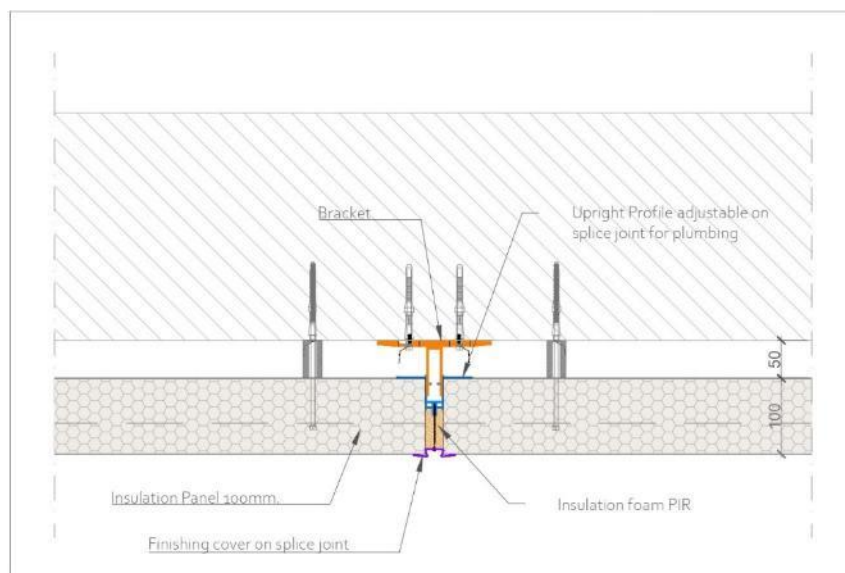 Bracket
Upright Profile adjustable on
splice joint for plumbing
50
100
Insulation Panel 100mm.
Insulation foam PIR
Finishing cover on splice joint